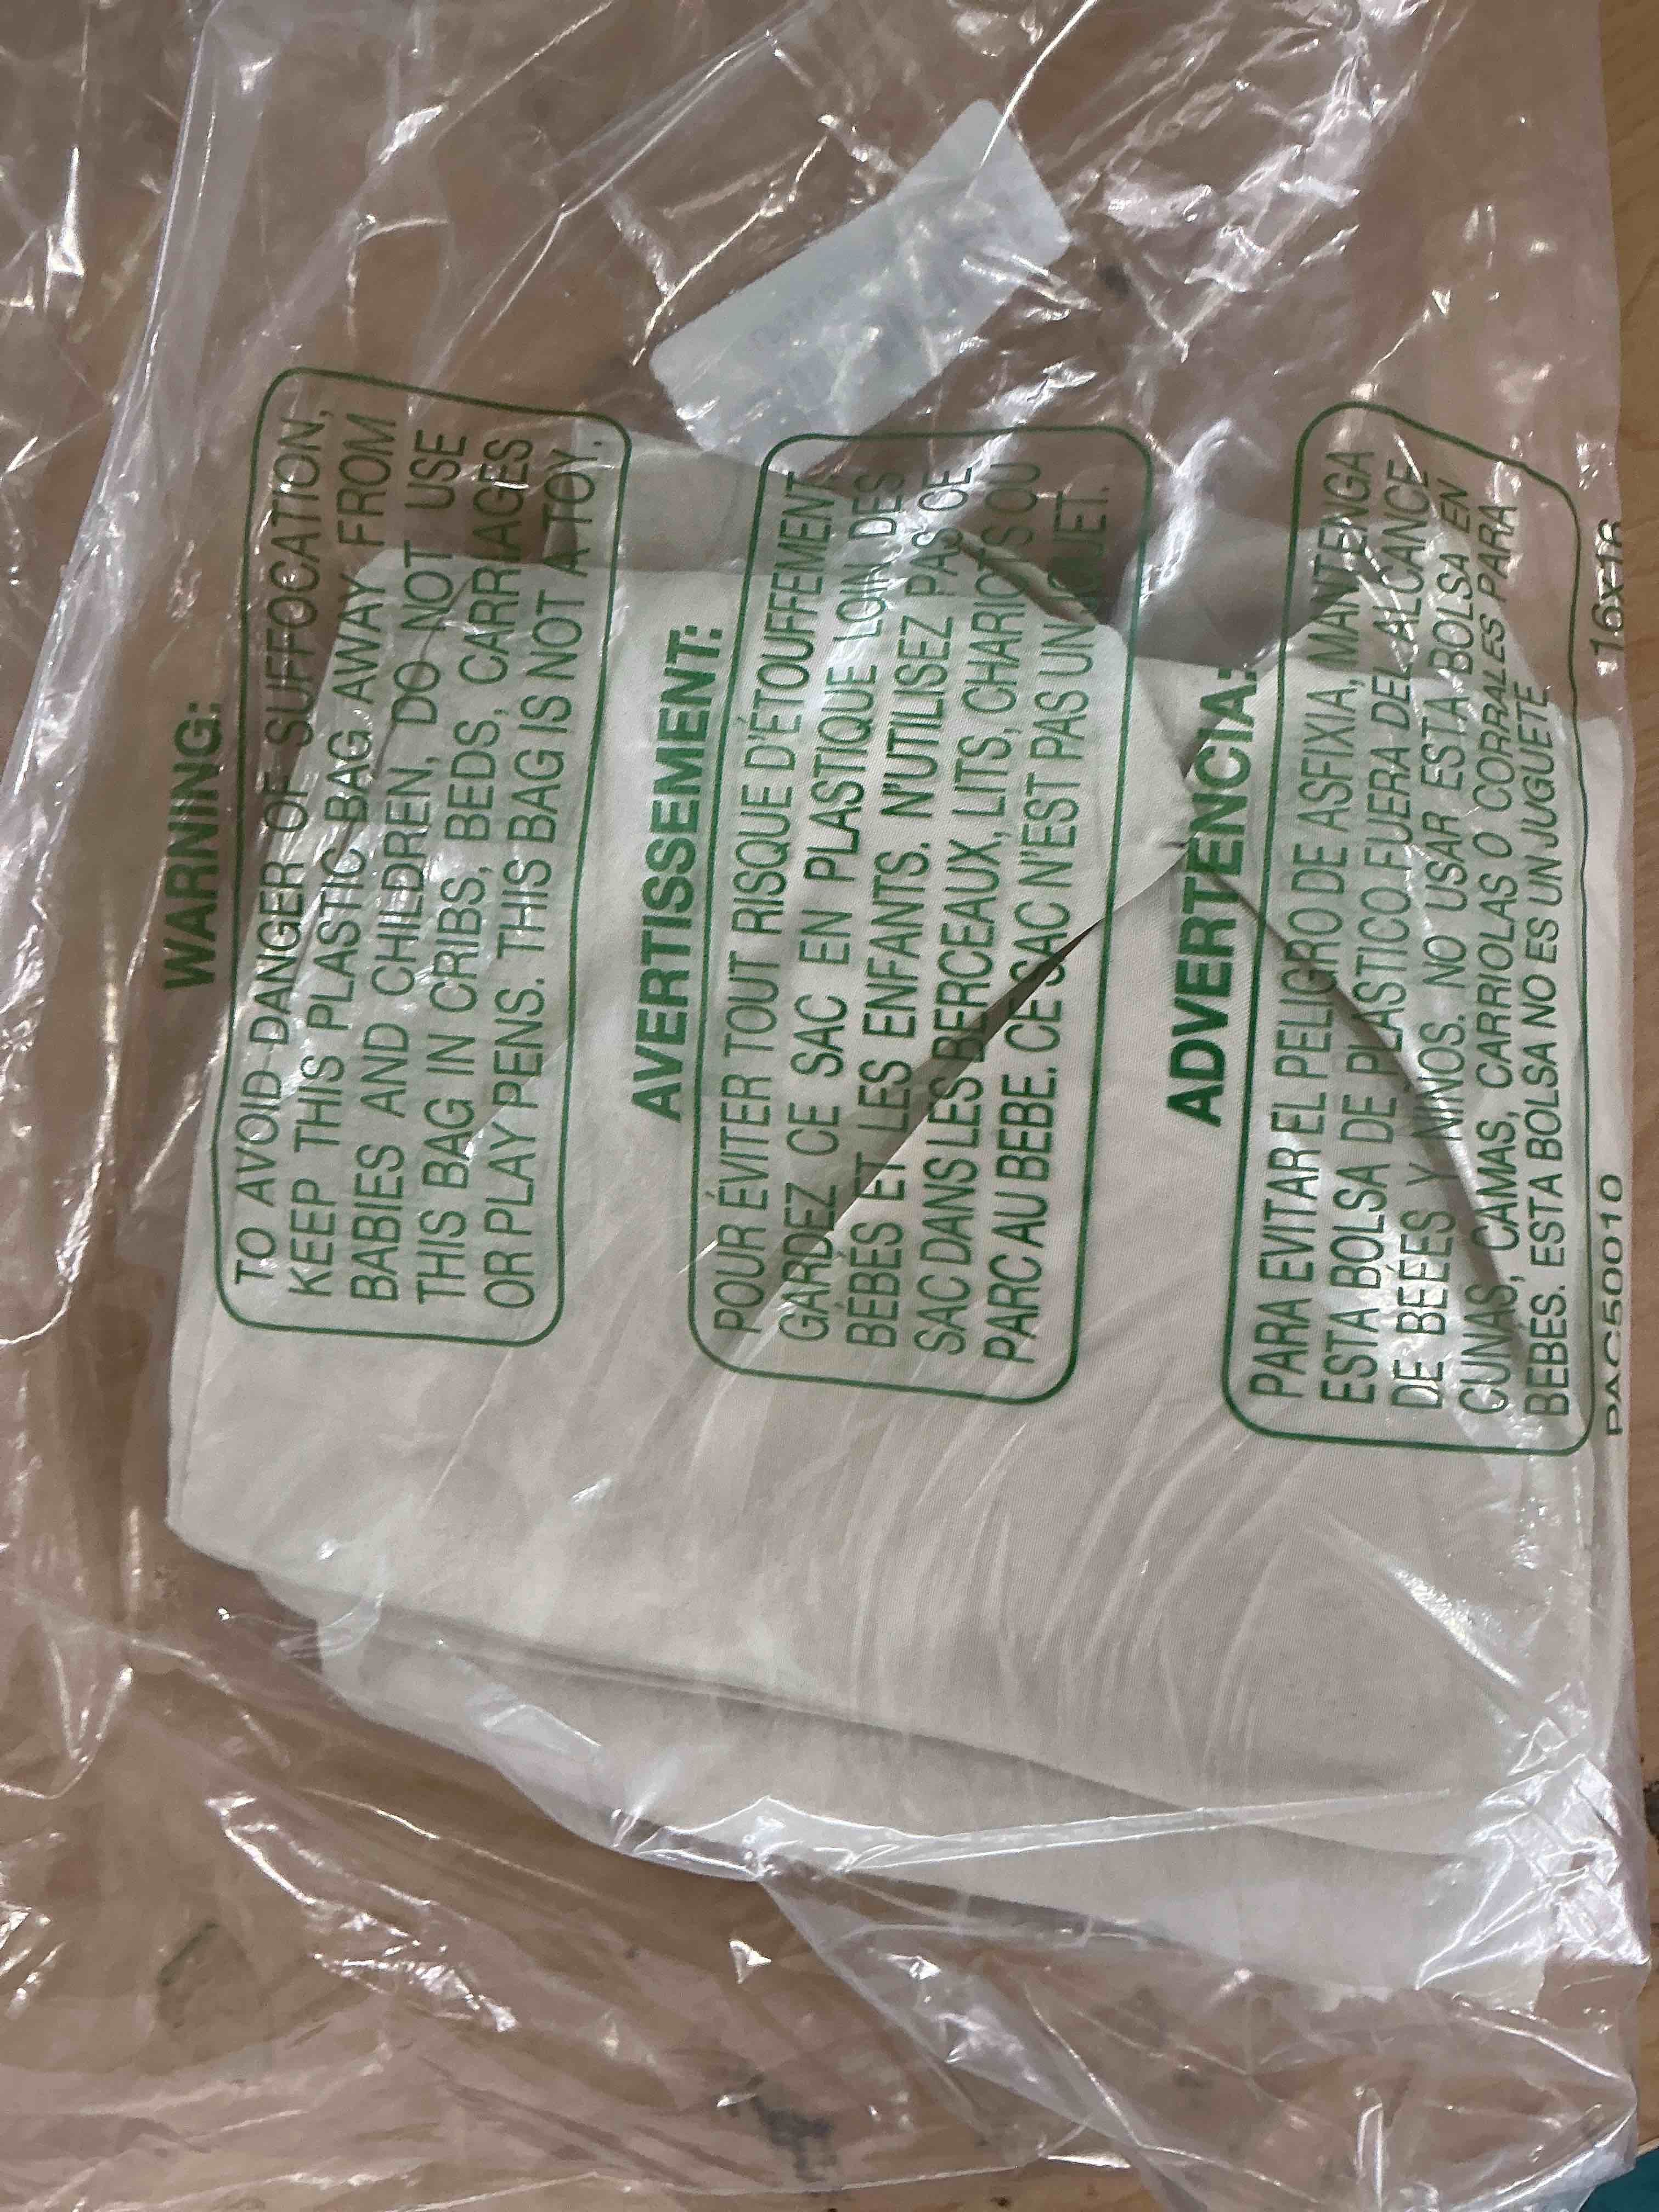 WARNING:
TO AVOID DANGER OF SUFFOCATION,
KEEP THIS PLASTIC BAG AWAY FROM
BABIES AND CHILDREN, DO NOT USE
THIS BAG IN CRIBS, BEDS, CARRIAGES
OR PLAY PENS. THIS BAG IS NOT A TOY.
AVERTISSEMENT:
POUR ÉVITER TOUT RISQUE D'ÉTOUFFEMENT,
GARDEZ CE SAC EN PLASTIQUE LOIN DES
BÉBÉS ET LES ENFANTS. N'UTILISEZ PAS CE
SAC DANS LES BERCEAUX, LITS, CHARIOTS OU
PARC AU BEBE. CE SAC N'EST PAS UN
ADVERTENCIA:
PARA EVITAR EL PELIGRO DE ASFIXIA, MANTENGA
ESTA BOLSA DE PLASTICO FUERA DEL ALCANCE
DE BEÉES Y NINOS. NO USAR ESTA BOLSA EN
CUNAS, CAMAS, CARRIOLAS O CORRALES PARA
BEBES. ESTA BOLSA NO ES UN JUGUETE
PAC50010 16x16